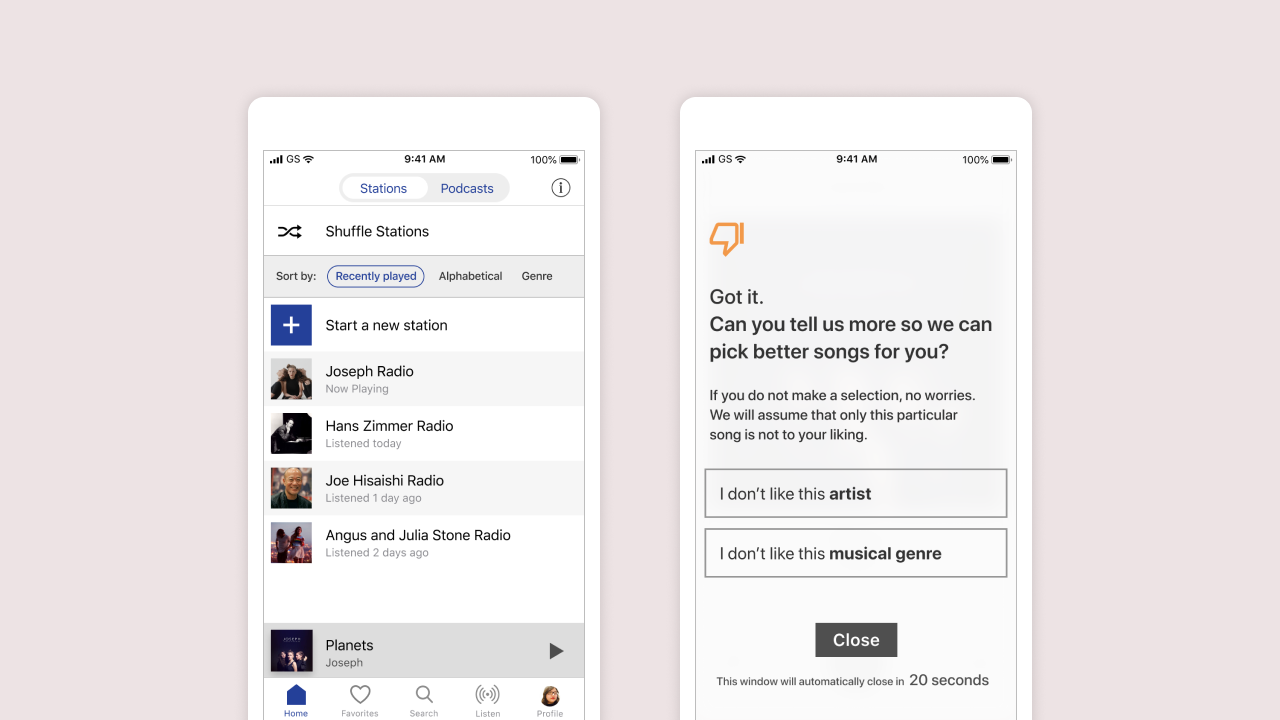 GS 9:41 AM 100%
Stations Podcasts
Shuffle Stations
Sort by: Recently played Alphabetical Genre
Start a new station
Joseph Radio
Now Playing
Hans Zimmer Radio
Listened today
Joe Hisaishi Radio
Listened 1 day ago
Angus and Julia Stone Radio
Listened 2 days ago
JOSEPH
Planets
Joseph
Home Favorites Search Listen Profile
GS 9:41 AM 100%
Got it.
Can you tell us more so we can
pick better songs for you?
If you do not make a selection, no worries.
We will assume that only this particular
song is not to your liking.
I don’t like this artist
I don’t like this musical genre
Close
This window will automatically close in 20 seconds